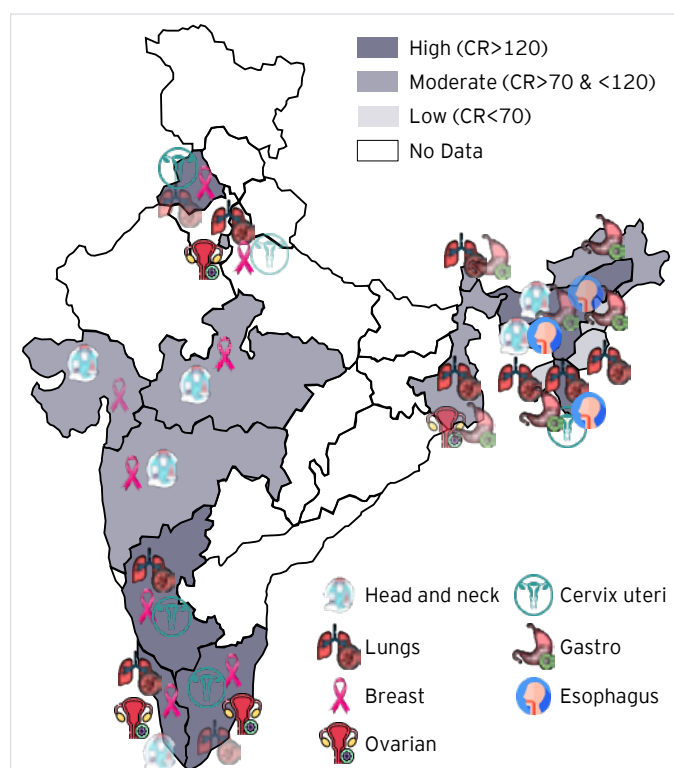 High (CR>120)
Moderate (CR>70 & <120)
Low (CR<70)
No Data
Head and neck
Cervix uteri
Lungs
Gastro
Breast
Esophagus
Ovarian